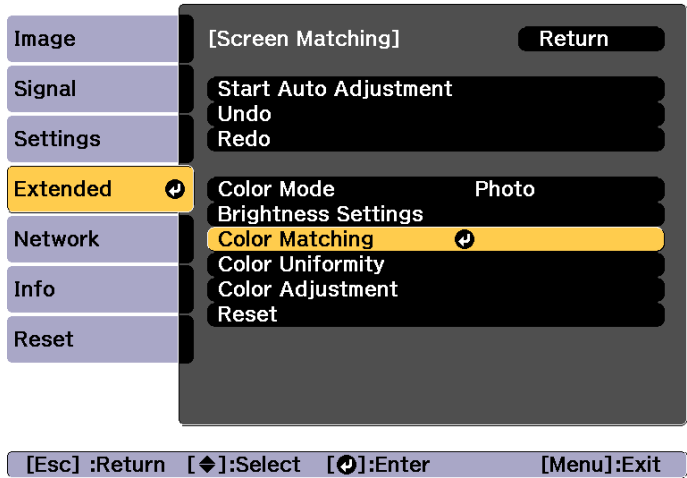 Image
Signal
Settings
Extended
Network
Info
Reset
[Screen Matching] Return
Start Auto Adjustment
Undo
Redo
Color Mode Photo
Brightness Settings
Color Matching
Color Uniformity
Color Adjustment
Reset
[Esc] :Return [◆]:Select [↵]:Enter [Menu]:Exit